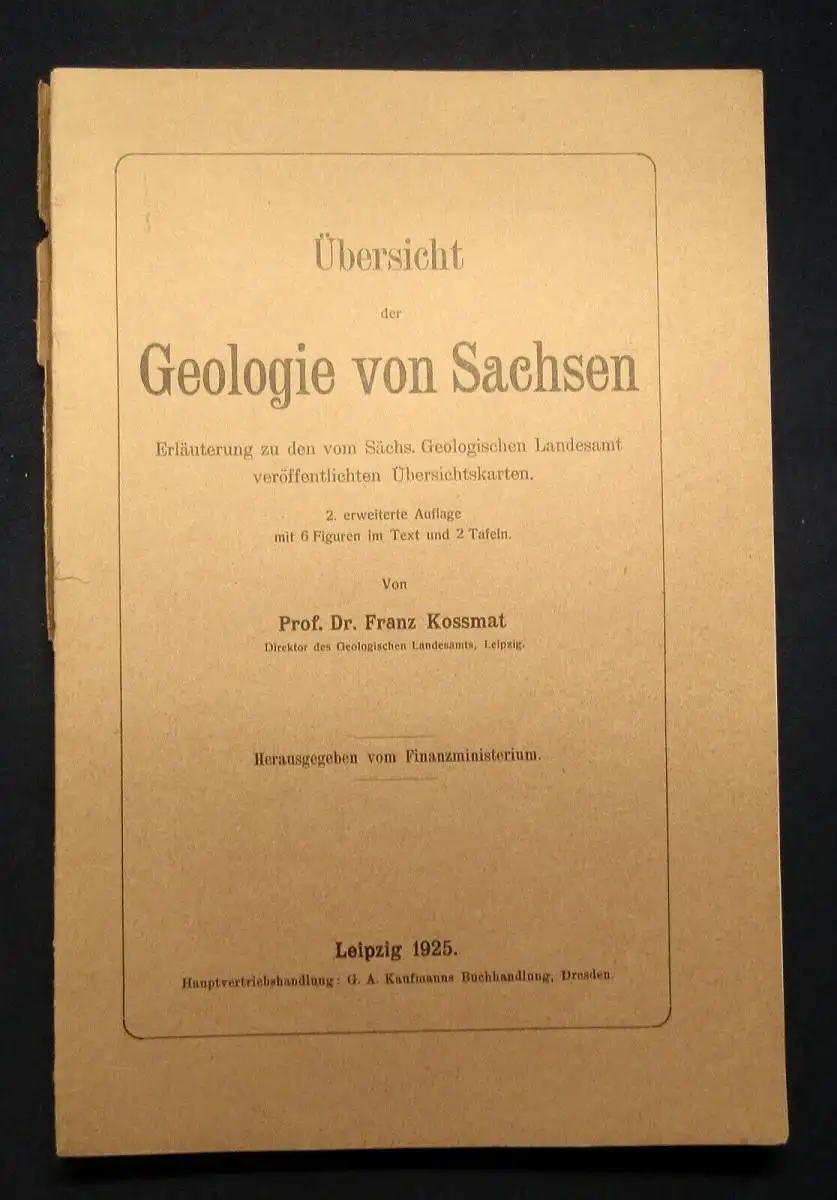 Übersicht
der
Geologie von Sachsen
Erläuterung zu den vom Sächs. Geologischen Landesamt
veröffentlichten Übersichtskarten.
2. erweiterte Auflage
mit 6 Figuren im Text und 2 Tafeln.
Von
Prof. Dr. Franz Kossmat
Direktor des Geologischen Landesamts, Leipzig.
Herausgegeben vom Finanzministerium.
Leipzig 1925.
Hauptvertriebshandlung: G. A. Kaufmanns Buchhandlung, Dresden.